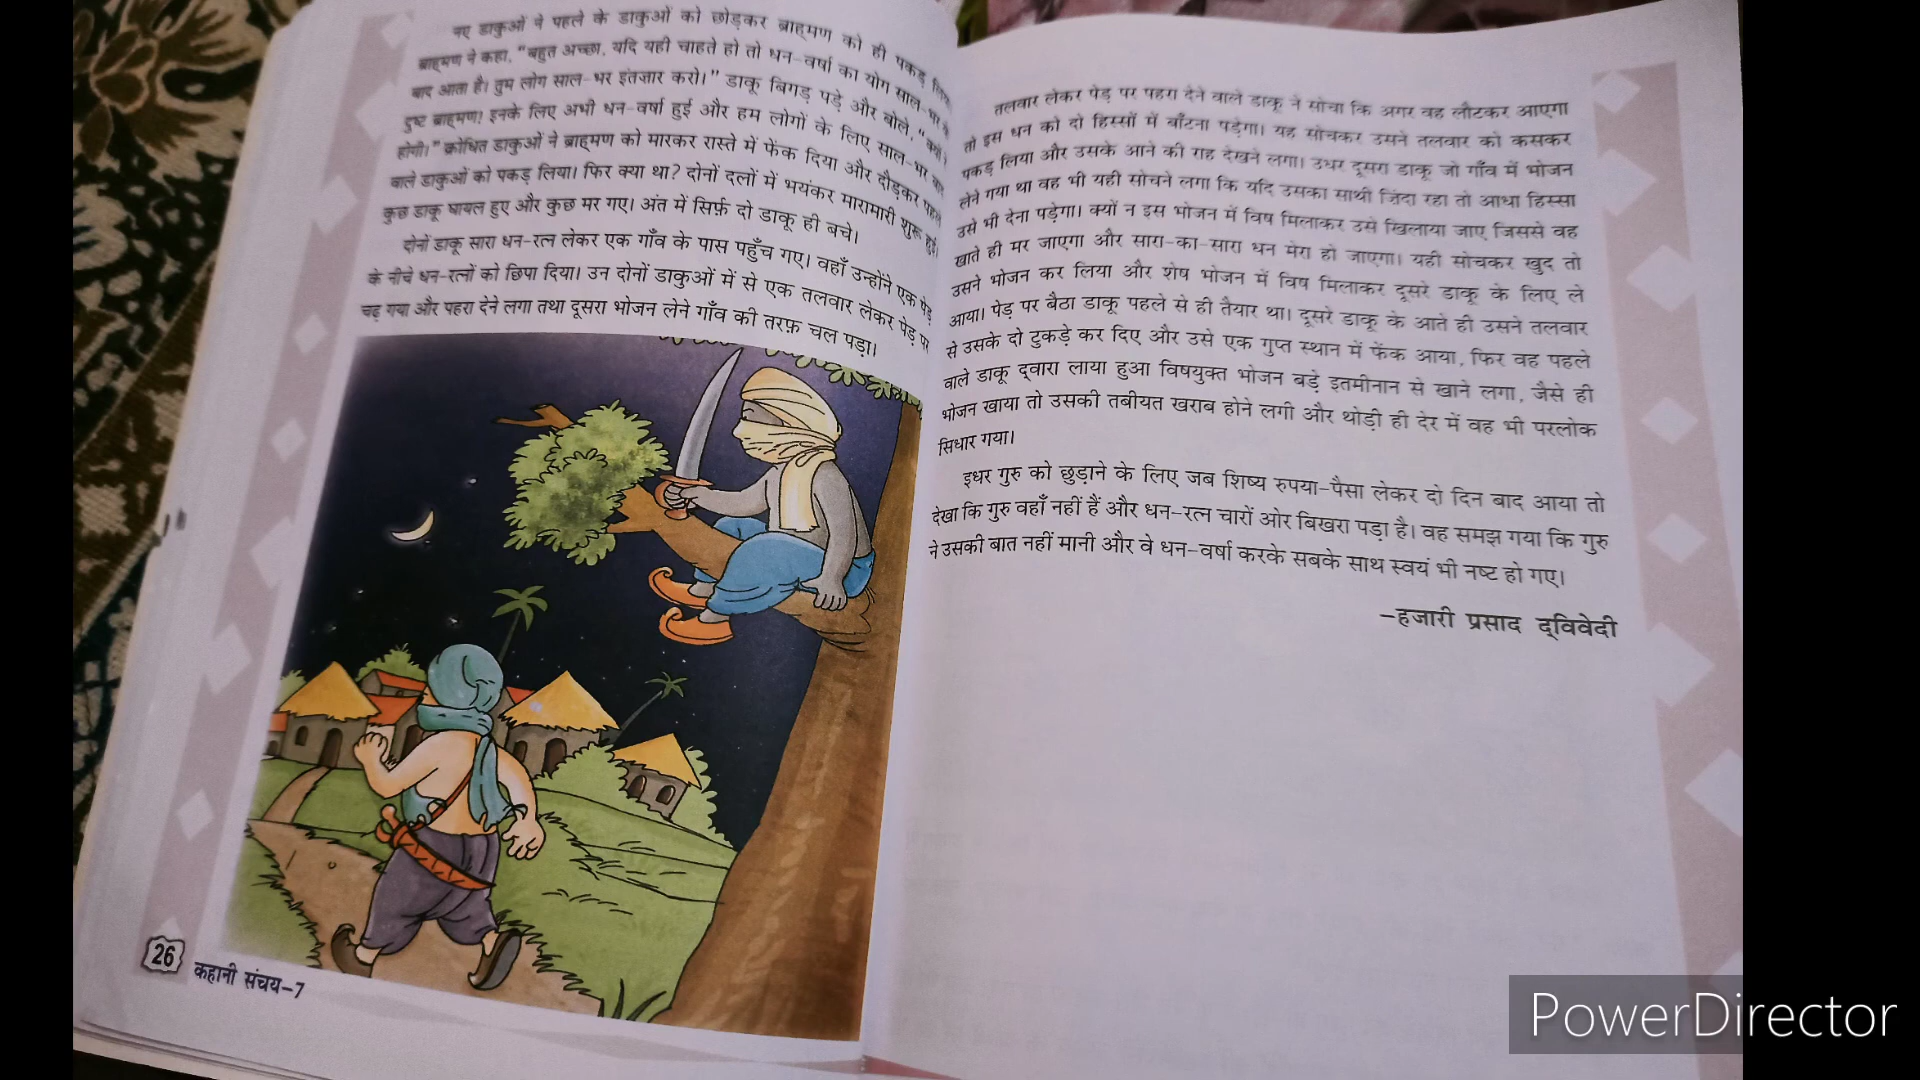 नए डाकुओं ने पहले के डाकुओं को छोड़कर ब्राह्मण को ही पकड़
ब्राह्मण ने कहा, "बहुत अच्छा, यदि यही चाहते हो तो धन-वर्षा का योग साल-भर
बाद आता है। तुम लोग साल-भर इंतज़ार करो।" डाकू बिगड़ पड़े और बोले, "क्यों
दुष्ट ब्राह्मण! इनके लिए अभी धन-वर्षा हुई और हम लोगों के लिए साल-भर बाद
होगी।" क्रोधित डाकुओं ने ब्राह्मण को मारकर रास्ते में फेंक दिया और दौड़कर पहले
वाले डाकुओं को पकड़ लिया। फिर क्या था? दोनों दलों में भयंकर मारामारी शुरू हुई।
कुछ डाकू घायल हुए और कुछ मर गए। अंत में सिर्फ़ दो डाकू ही बचे।
दोनों डाकू सारा धन-रत्न लेकर एक गाँव के पास पहुँच गए। वहाँ उन्होंने एक पेड़
के नीचे धन-रत्नों को छिपा दिया। उन दोनों डाकुओं में से एक तलवार लेकर पेड़ पर
चढ़ गया और पहरा देने लगा तथा दूसरा भोजन लेने गाँव की तरफ़ चल पड़ा।
26
कहानी संचय-7
तलवार लेकर पेड़ पर पहरा देने वाले डाकू ने सोचा कि अगर वह लौटकर आएगा
तो इस धन को दो हिस्सों में बाँटना पड़ेगा। यह सोचकर उसने तलवार को कसकर
पकड़ लिया और उसके आने की राह देखने लगा। उधर दूसरा डाकू जो गाँव में भोजन
लेने गया था वह भी यही सोचने लगा कि यदि उसका साथी ज़िंदा रहा तो आधा हिस्सा
उसे भी देना पड़ेगा। क्यों न इस भोजन में विष मिलाकर उसे खिलाया जाए जिससे वह
खाते ही मर जाएगा और सारा-का-सारा धन मेरा हो जाएगा। यही सोचकर खुद तो
उसने भोजन कर लिया और शेष भोजन में विष मिलाकर दूसरे डाकू के लिए ले
आया। पेड़ पर बैठा डाकू पहले से ही तैयार था। दूसरे डाकू के आते ही उसने तलवार
से उसके दो टुकड़े कर दिए और उसे एक गुप्त स्थान में फेंक आया, फिर वह पहले
वाले डाकू द्वारा लाया हुआ विषयुक्त भोजन बड़े इतमीनान से खाने लगा, जैसे ही
भोजन खाया तो उसकी तबीयत खराब होने लगी और थोड़ी ही देर में वह भी परलोक
सिधार गया।
इधर गुरु को छुड़ाने के लिए जब शिष्य रुपया-पैसा लेकर दो दिन बाद आया तो
देखा कि गुरु वहाँ नहीं हैं और धन-रत्न चारों ओर बिखरा पड़ा है। वह समझ गया कि गुरु
ने उसकी बात नहीं मानी और वे धन-वर्षा करके सबके साथ स्वयं भी नष्ट हो गए।
-हजारी प्रसाद द्विवेदी
PowerDirector